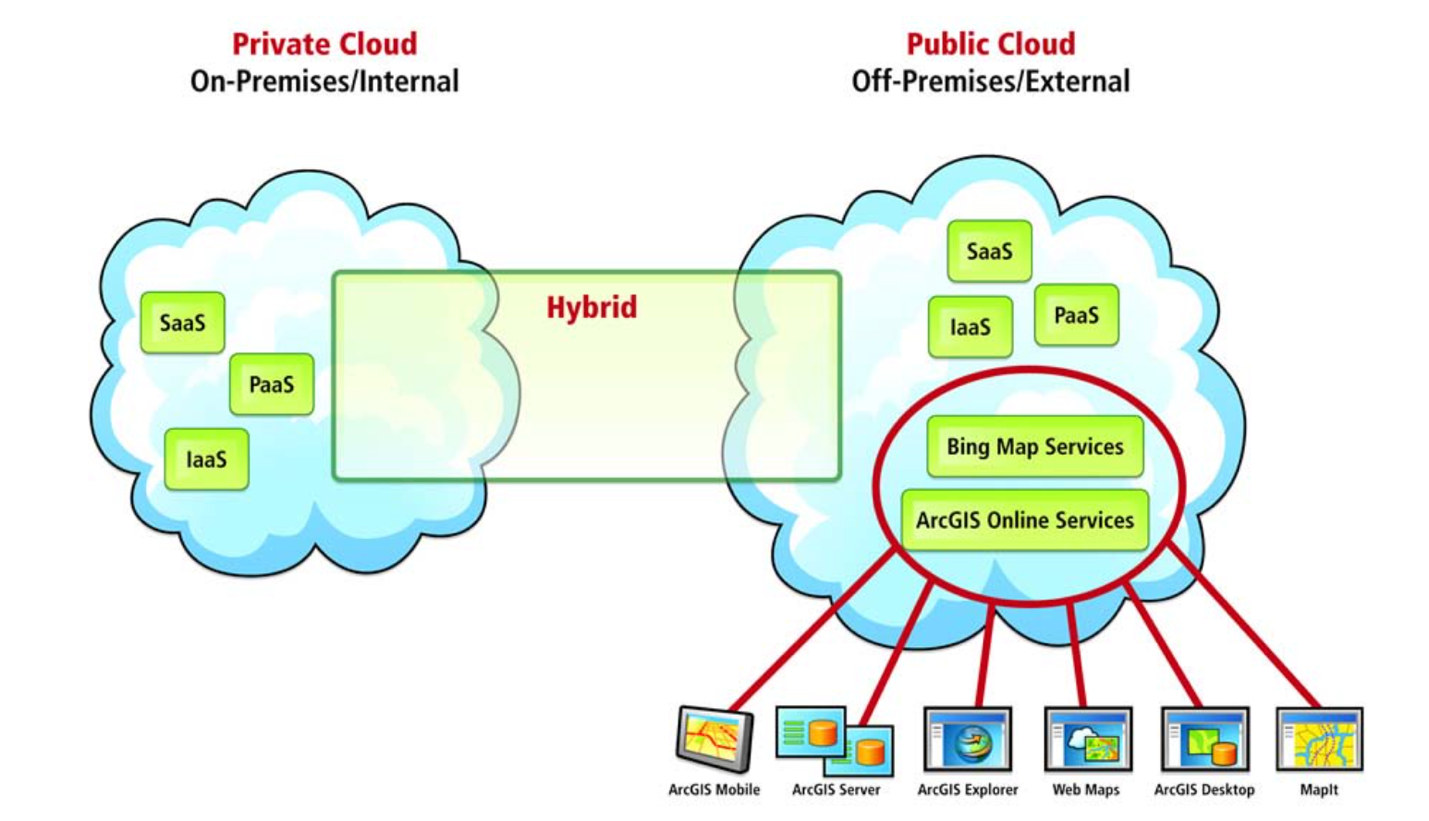 Private Cloud
On-Premises/Internal
Public Cloud
Off-Premises/External
SaaS
PaaS
IaaS
Hybrid
SaaS
IaaS
PaaS
Bing Map Services
ArcGIS Online Services
ArcGIS Mobile
ArcGIS Server
ArcGIS Explorer
Web Maps
ArcGIS Desktop
MapIt